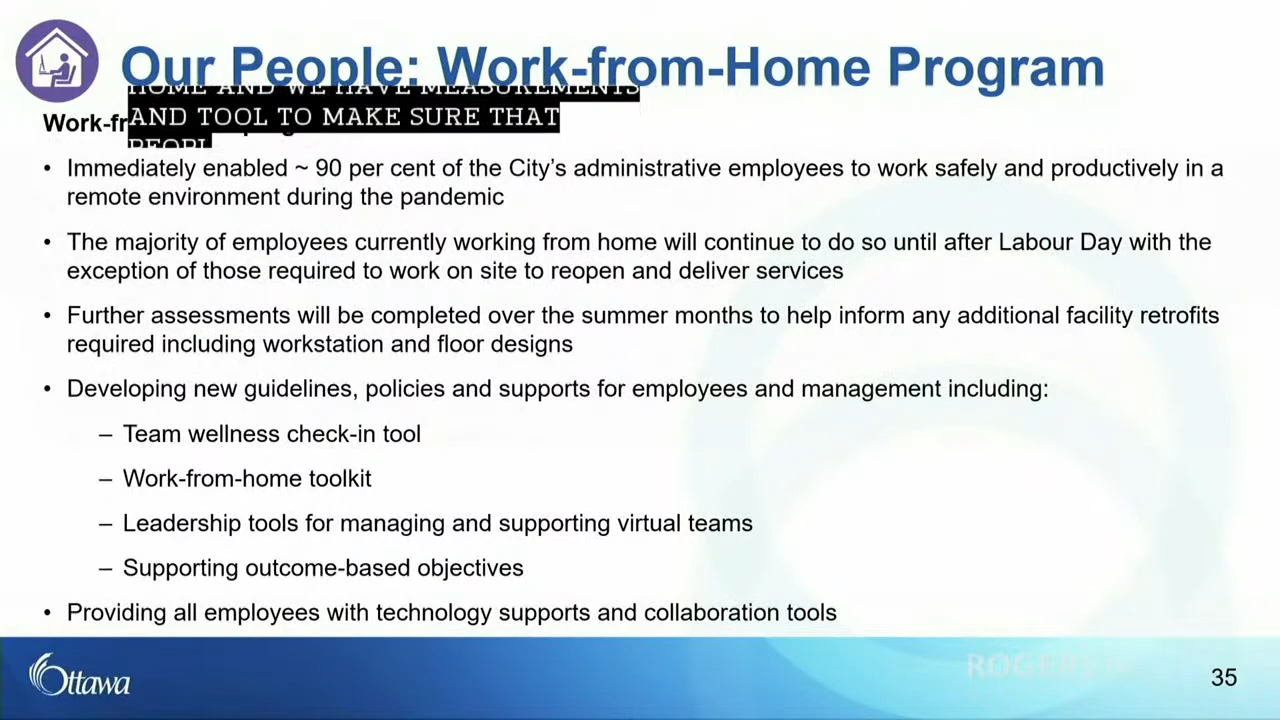 Our People: Work-from-Home Program
HOME AND WE HAVE MEASUREMENTS
AND TOOL TO MAKE SURE THAT
PEOPL
• Immediately enabled ~ 90 per cent of the City’s administrative employees to work safely and productively in a
remote environment during the pandemic
• The majority of employees currently working from home will continue to do so until after Labour Day with the
exception of those required to work on site to reopen and deliver services
• Further assessments will be completed over the summer months to help inform any additional facility retrofits
required including workstation and floor designs
• Developing new guidelines, policies and supports for employees and management including:
– Team wellness check-in tool
– Work-from-home toolkit
– Leadership tools for managing and supporting virtual teams
– Supporting outcome-based objectives
• Providing all employees with technology supports and collaboration tools
Ottawa
ROGERS
35